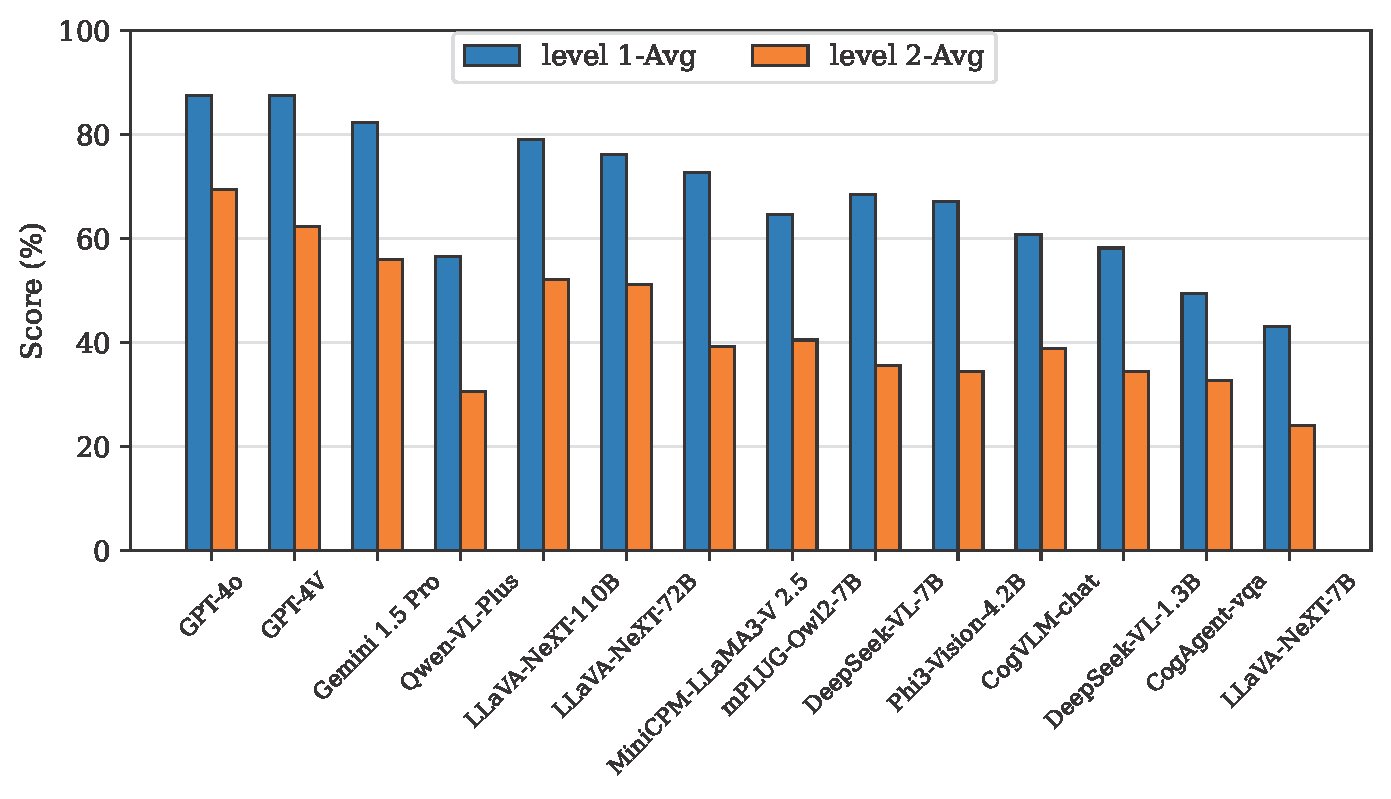 100
80
60
40
20
0
Score (%)
level 1-Avg level 2-Avg
GPT-4o
GPT-4V
Gemini 1.5 Pro
Qwen-VL-Plus
LLaVA-NeXT-110B
LLaVA-NeXT-72B
MiniCPM-LLaMA3-V 2.5
mPLUG-Owl2-7B
DeepSeek-VL-7B
Phi3-Vision-4.2B
CogVLM-chat
DeepSeek-VL-1.3B
CogAgent-vqa
LLaVA-NeXT-7B